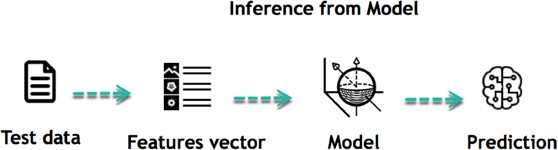 Inference from Model
Test data
Features vector
Model
Prediction